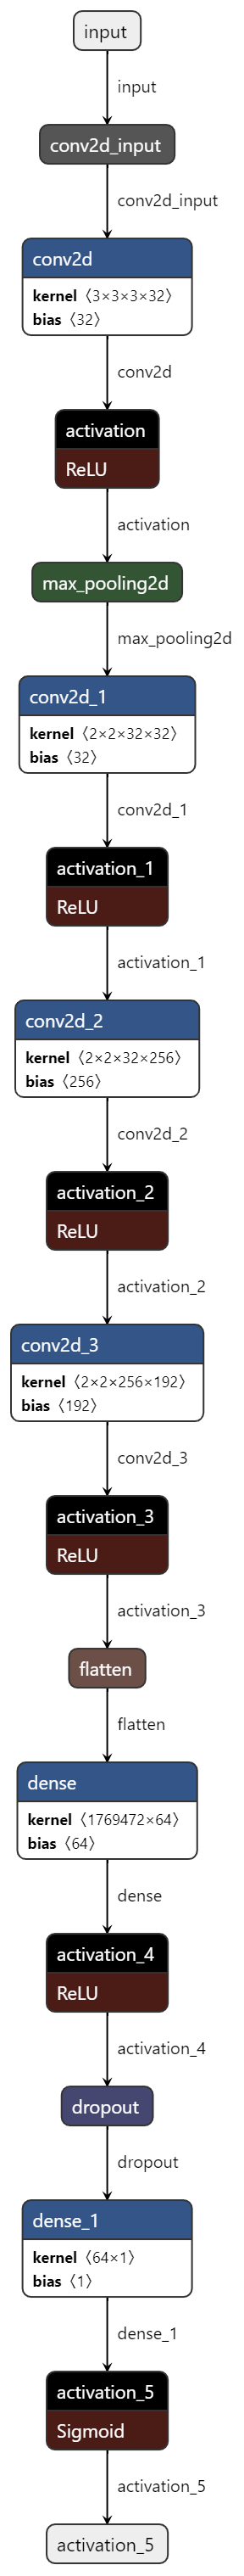 input
input
conv2d_input
conv2d_input
conv2d
kernel〈3×3×3×32〉
bias〈32〉
conv2d
activation
ReLU
activation
max_pooling2d
max_pooling2d
conv2d_1
kernel〈2×2×32×32〉
bias〈32〉
conv2d_1
activation_1
ReLU
activation_1
conv2d_2
kernel〈2×2×32×256〉
bias〈256〉
conv2d_2
activation_2
ReLU
activation_2
conv2d_3
kernel〈2×2×256×192〉
bias〈192〉
conv2d_3
activation_3
ReLU
activation_3
flatten
flatten
dense
kernel〈1769472×64〉
bias〈64〉
dense
activation_4
ReLU
activation_4
dropout
dropout
dense_1
kernel〈64×1〉
bias〈1〉
dense_1
activation_5
Sigmoid
activation_5
activation_5